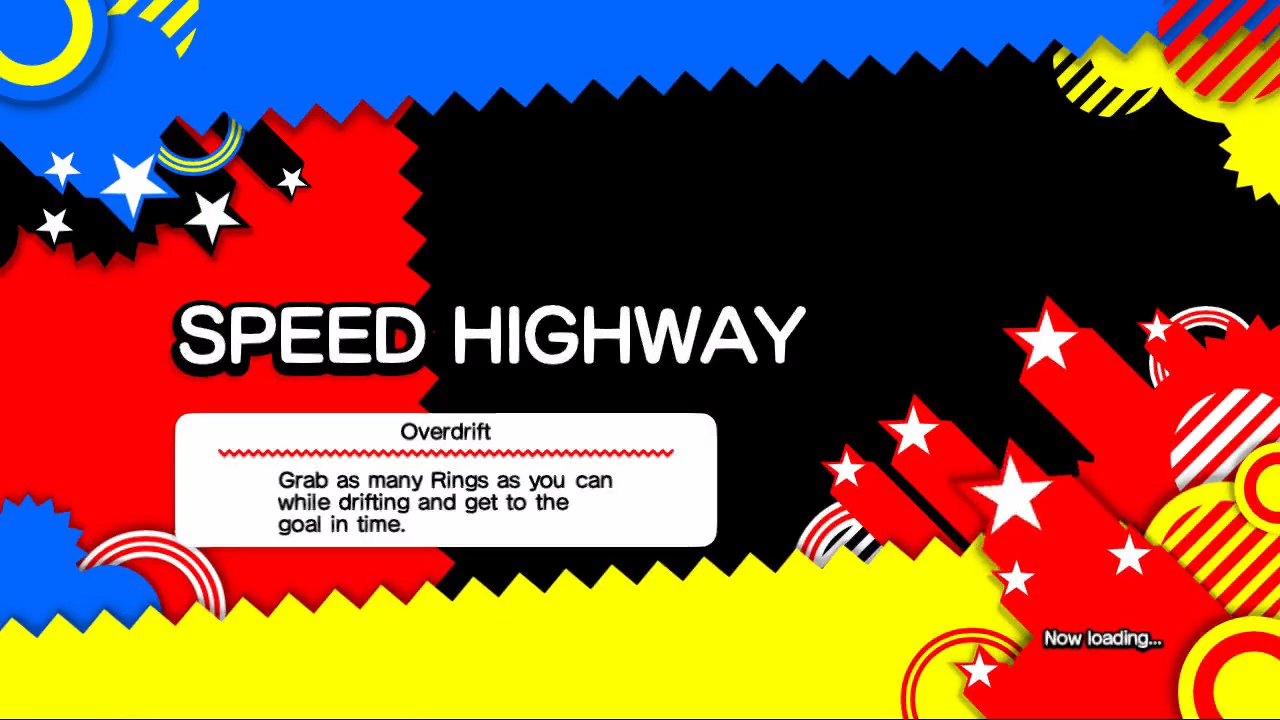 SPEED HIGHWAY
Overdrift
Grab as many Rings as you can
while drifting and get to the
goal in time.
Now loading...